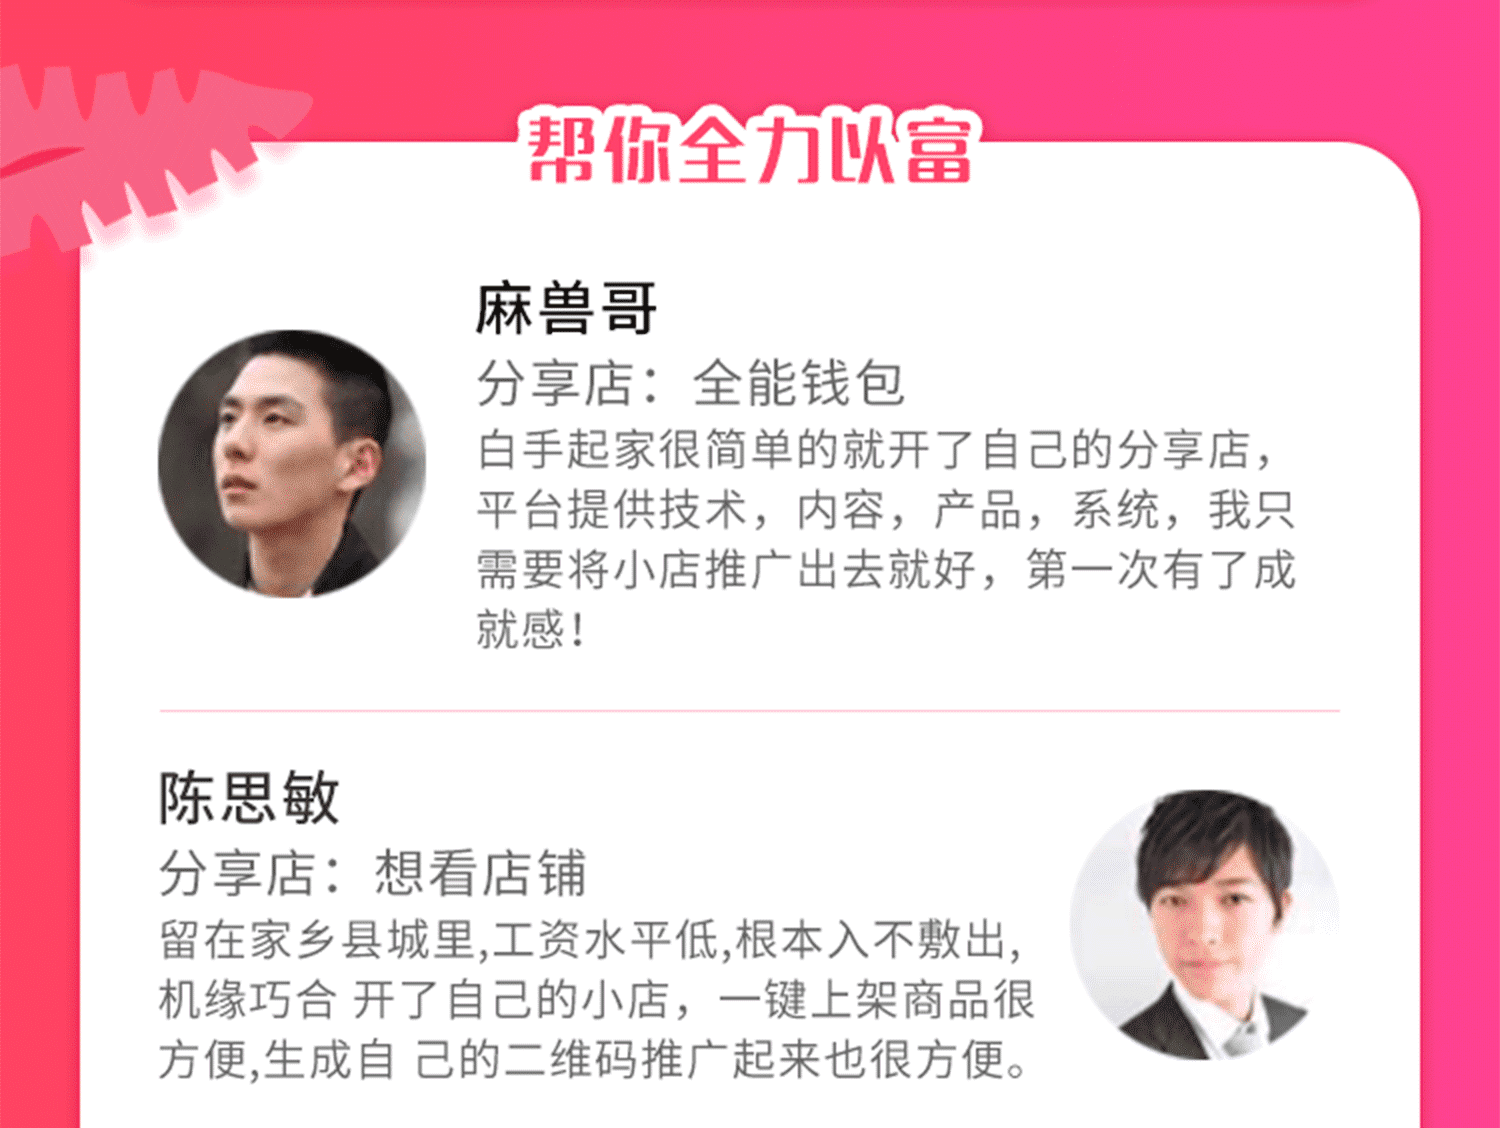 帮你全力以富
麻兽哥
分享店：全能钱包
白手起家很简单的就开了自己的分享店，
平台提供技术，内容，产品，系统，我只
需要将小店推广出去就好，第一次有了成
就感！
陈思敏
分享店：想看店铺
留在家乡县城里,工资水平低,根本入不敷出,
机缘巧合 开了自己的小店，一键上架商品很
方便,生成自 己的二维码推广起来也很方便。